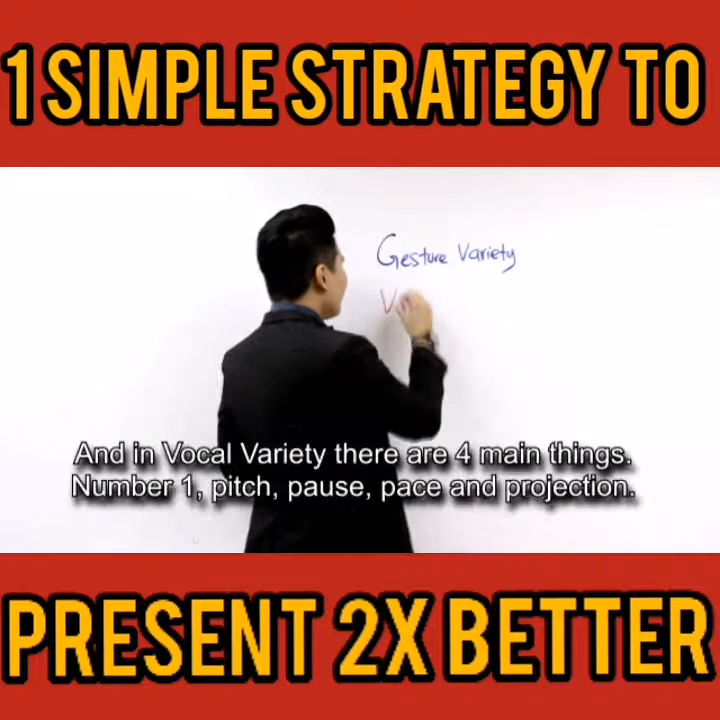 1 SIMPLE STRATEGY TO
Gesture Variety
V
And in Vocal Variety there are 4 main things.
Number 1, pitch, pause, pace and projection.
PRESENT 2X BETTER